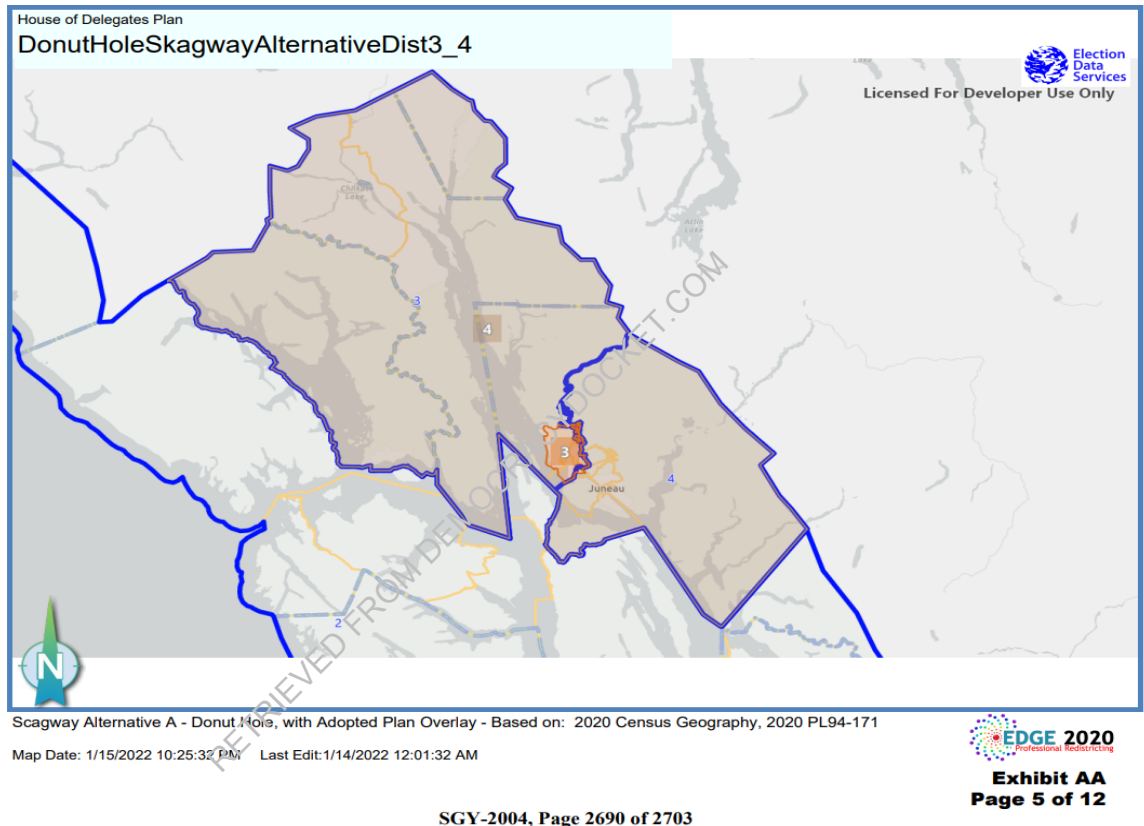 House of Delegates Plan
DonutHoleSkagwayAlternativeDist3_4
Election
Data
Services
Licensed For Developer Use Only
Lake
Chilkat
Lake
Atlin
Lake
3
4
3
4
Juneau
2
N
RETRIEVED FROM DEMOCRACYDOCKET.COM
Scagway Alternative A - Donut Hole, with Adopted Plan Overlay - Based on: 2020 Census Geography, 2020 PL94-171
Map Date: 1/15/2022 10:25:32 PM Last Edit:1/14/2022 12:01:32 AM
EDGE 2020
Professional Redistricting
Exhibit AA
Page 5 of 12
SGY-2004, Page 2690 of 2703